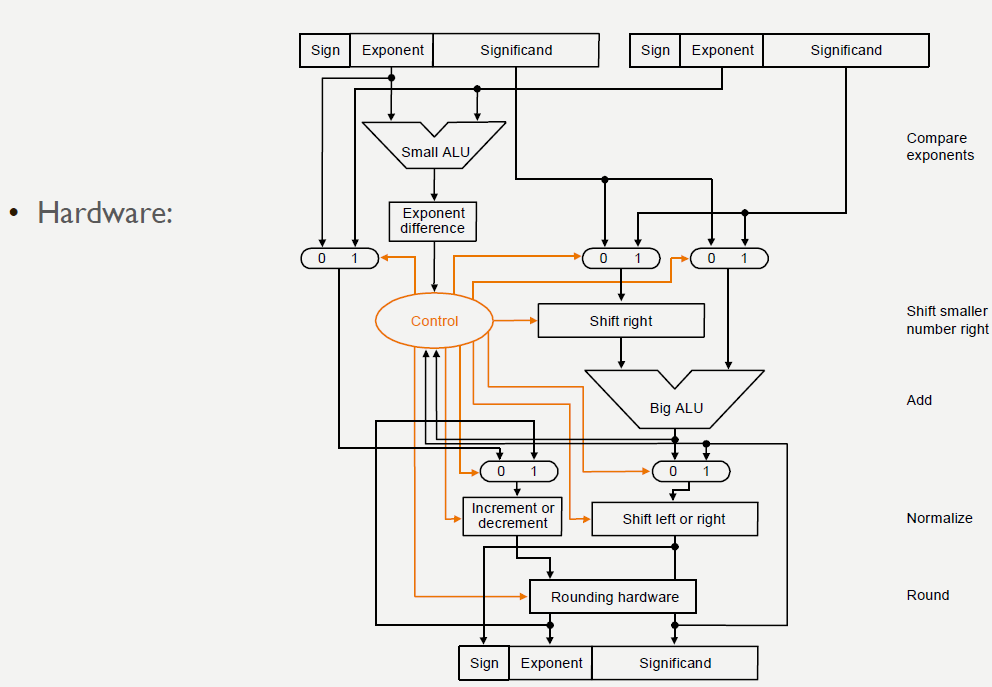 Sign Exponent Significand Sign Exponent Significand
Small ALU
Compare
exponents
• Hardware:
Exponent
difference
0 1 0 1 0 1
Control
Shift right
Shift smaller
number right
Big ALU
Add
0 1 0 1
Increment or
decrement
Shift left or right
Normalize
Rounding hardware
Round
Sign Exponent Significand